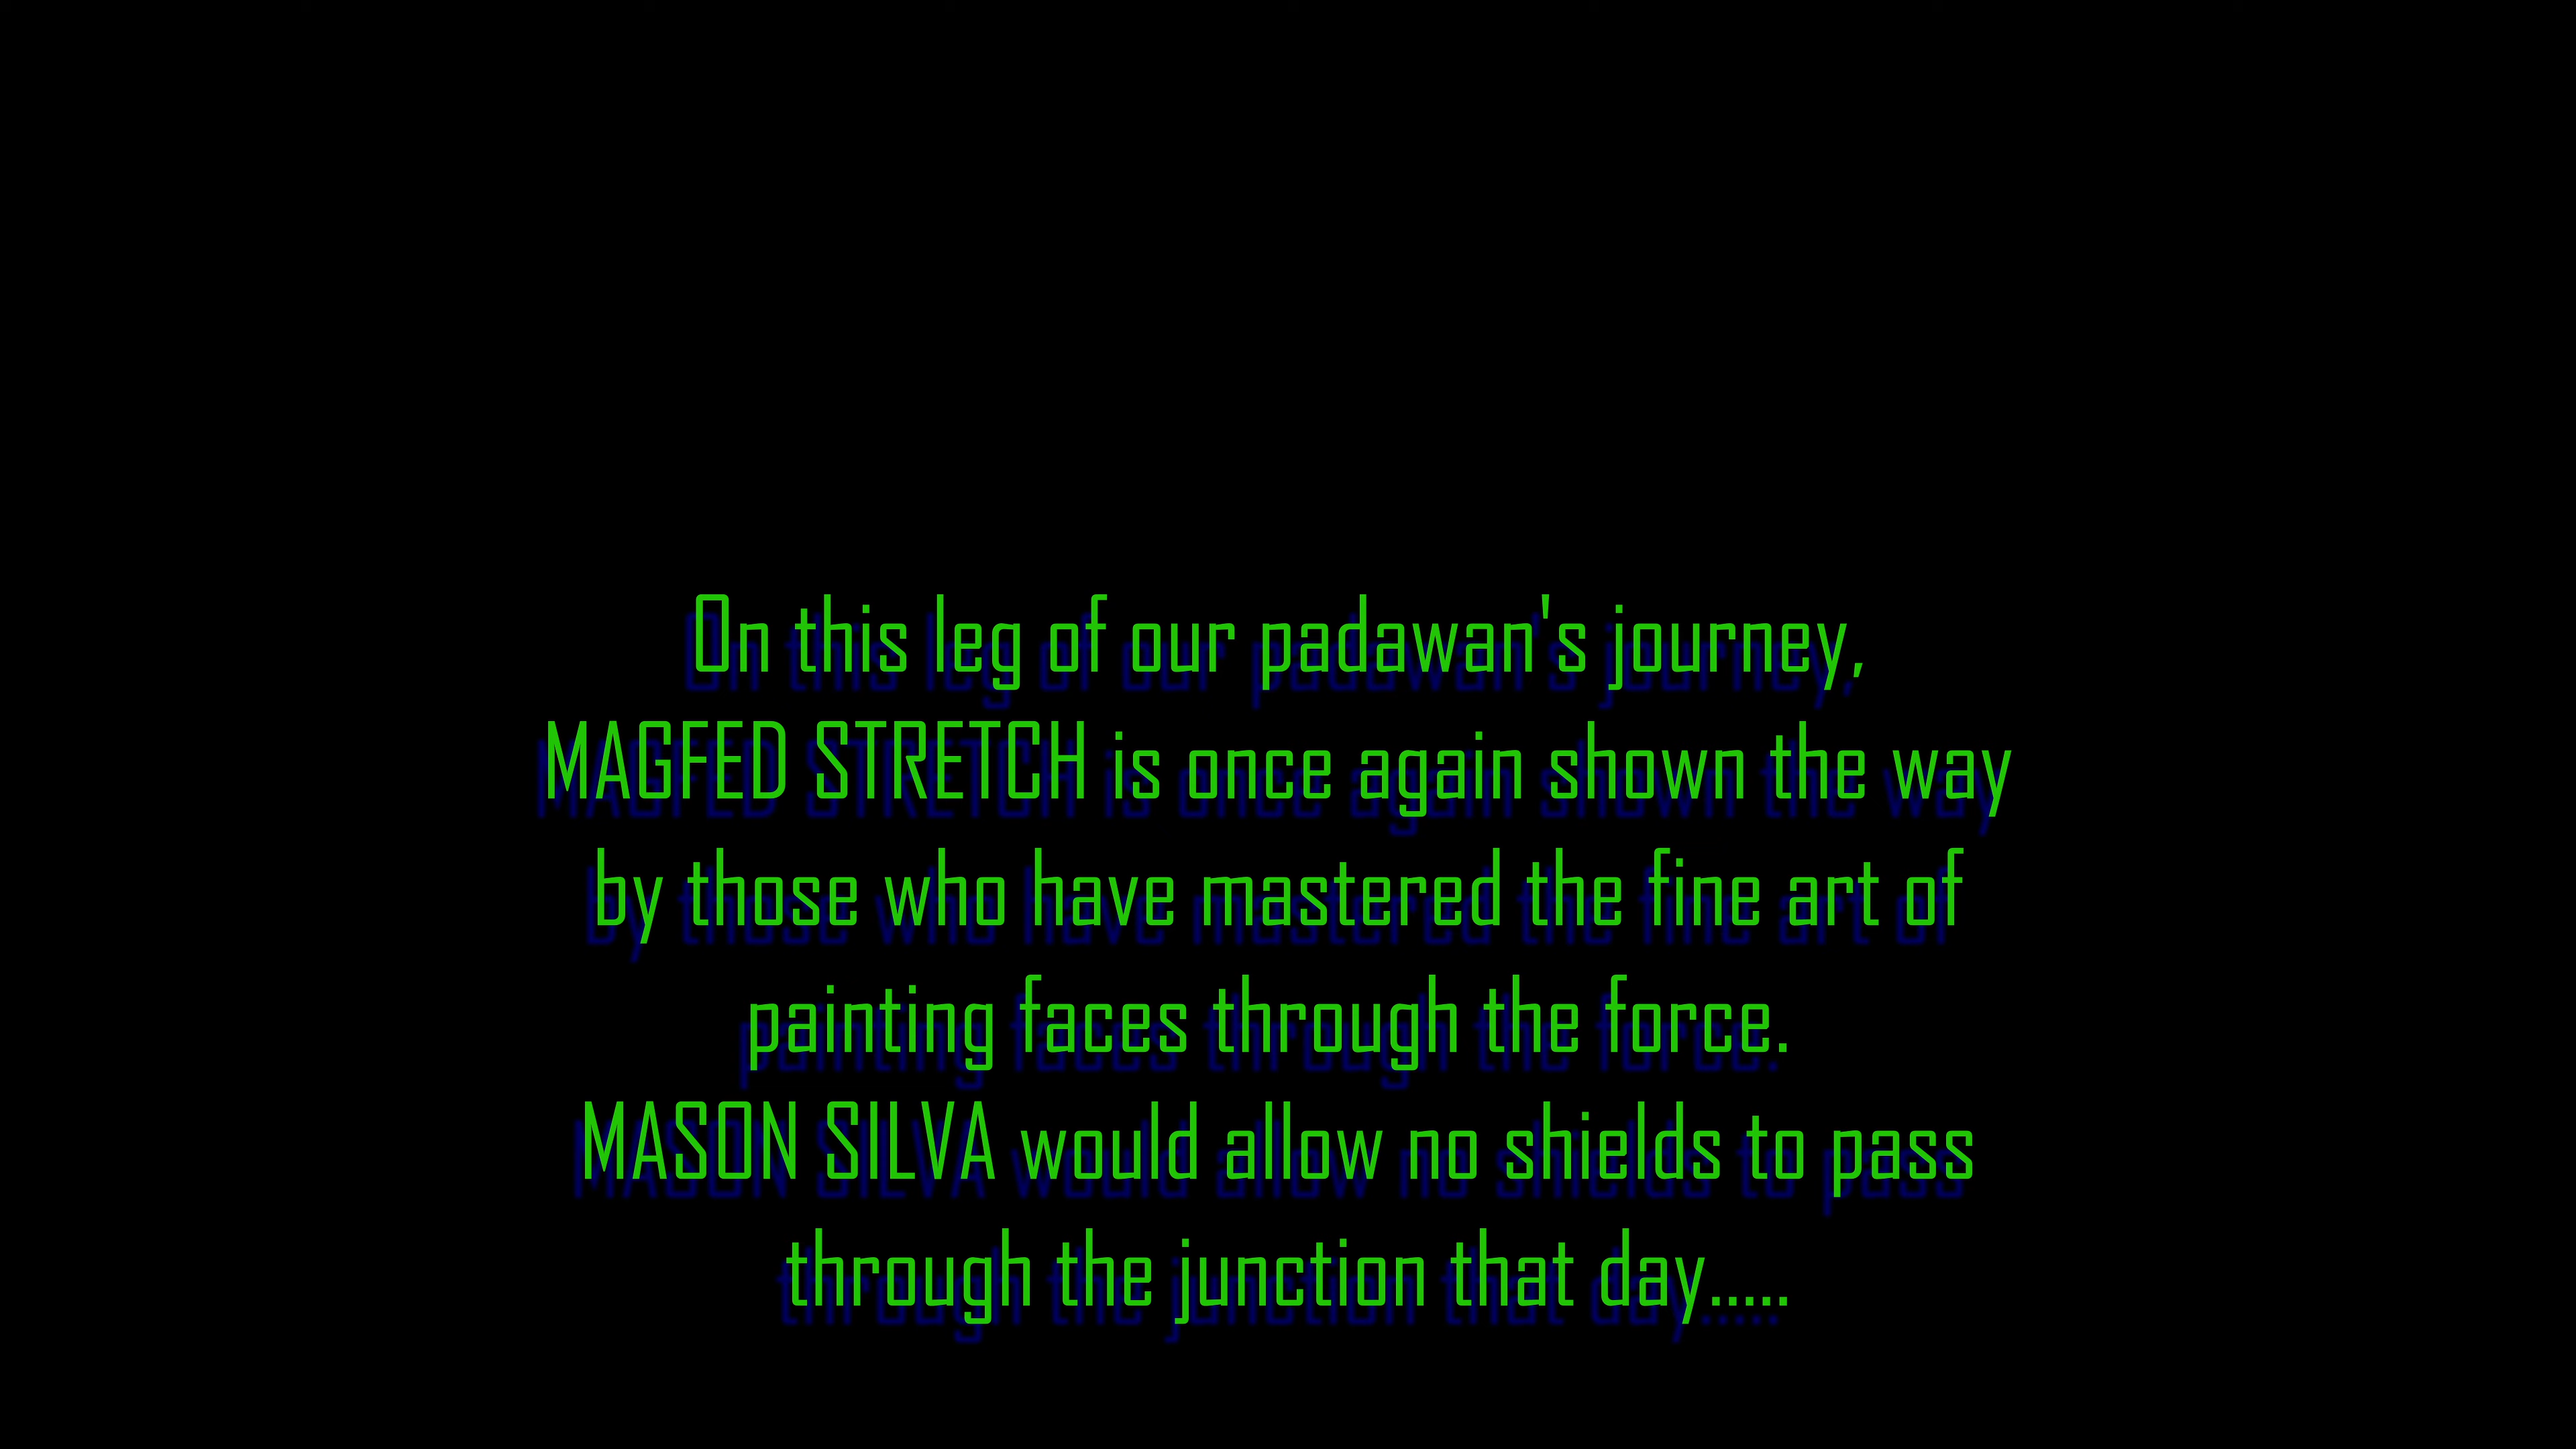 On this leg of our padawan's journey,
MAGFED STRETCH is once again shown the way
by those who have mastered the fine art of
painting faces through the force.
MASON SILVA would allow no shields to pass
through the junction that day.....